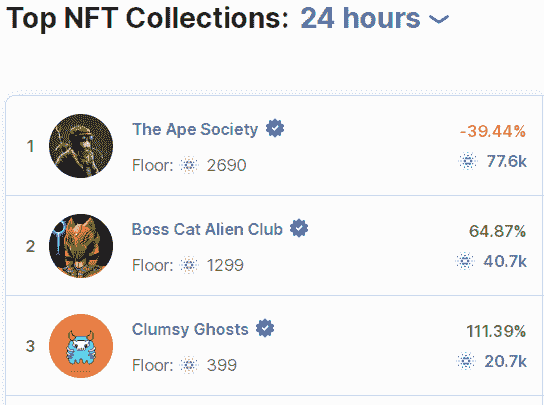 Top NFT Collections: 24 hours
1
The Ape Society
-39.44%
Floor: 2690
77.6k
2
Boss Cat Alien Club
64.87%
Floor: 1299
40.7k
3
Clumsy Ghosts
111.39%
Floor: 399
20.7k